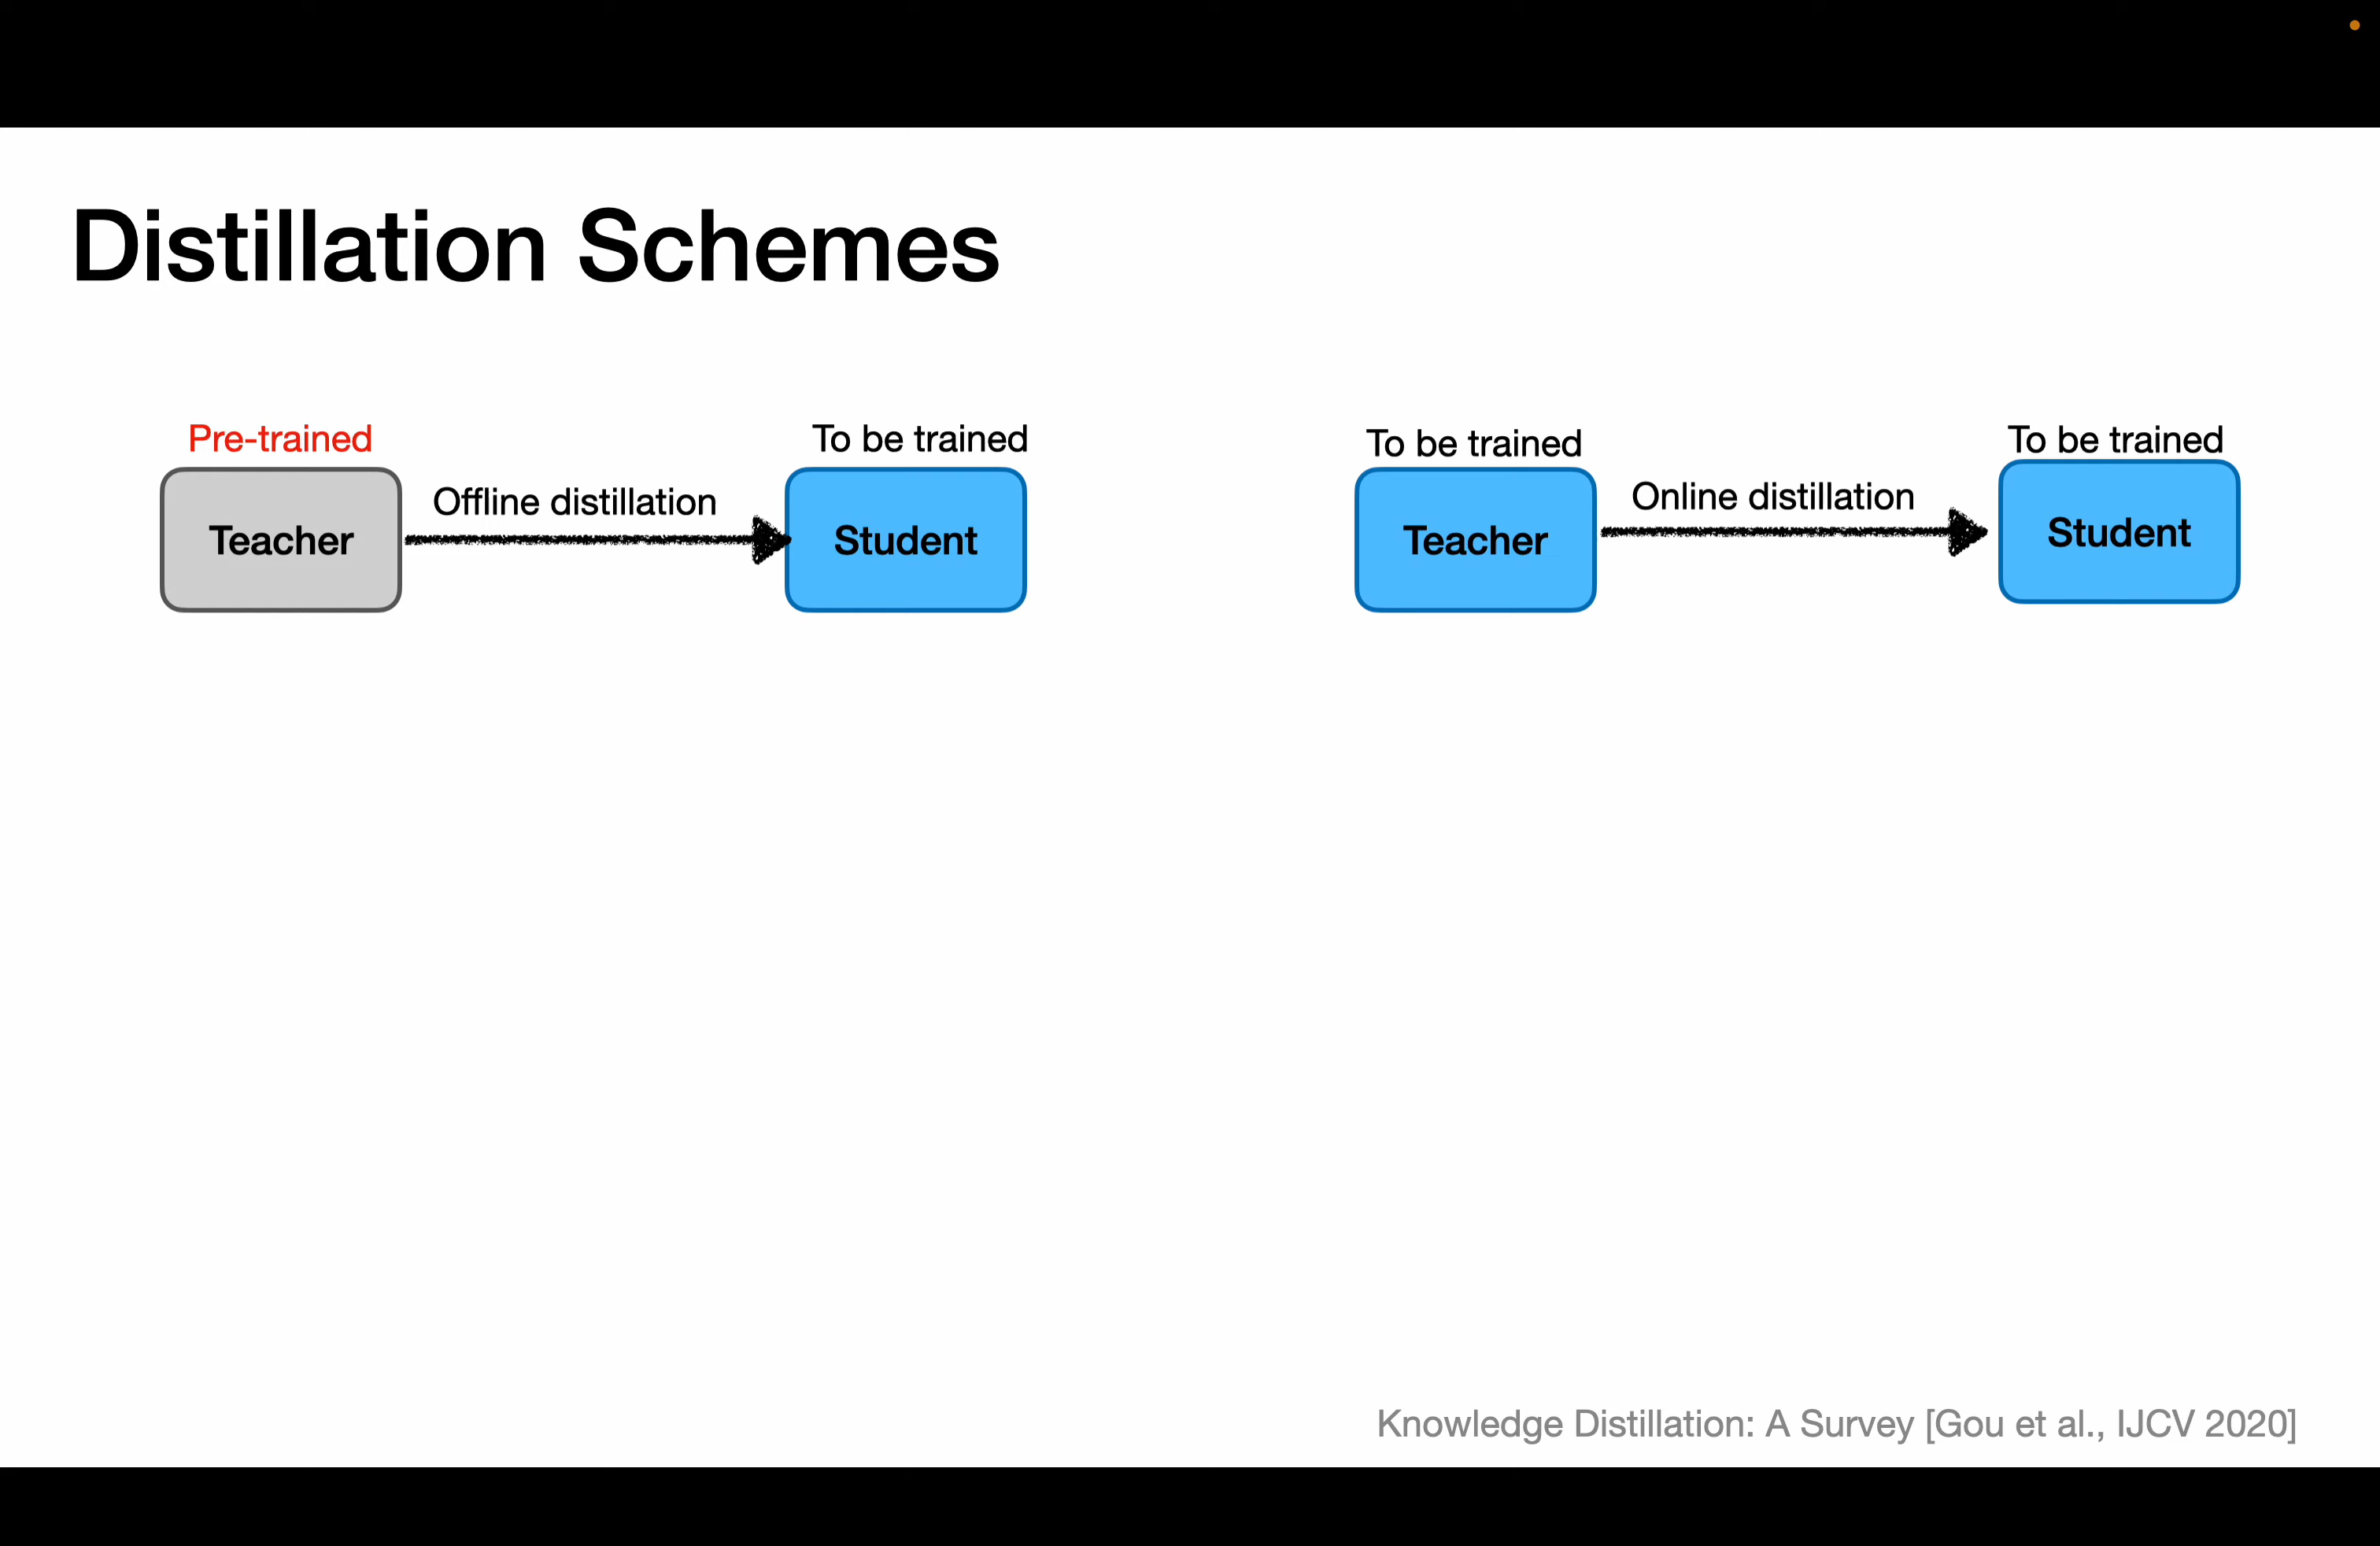 Distillation Schemes
Pre-trained
Teacher
Offline distillation
To be trained
Student
To be trained
Teacher
Online distillation
To be trained
Student
Knowledge Distillation: A Survey [Gou et al., IJCV 2020]